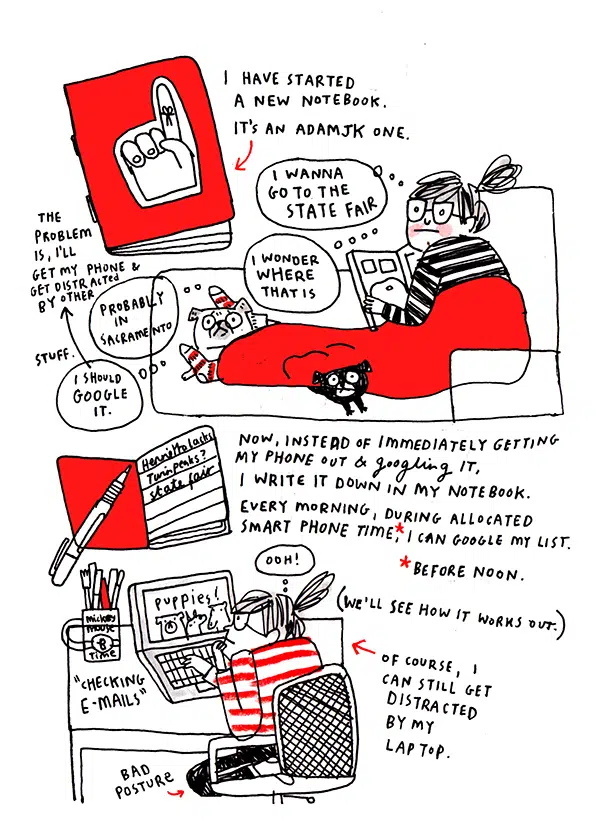 I HAVE STARTED
A NEW NOTEBOOK.
IT'S AN ADAMJK ONE.
I WANNA
GO TO THE
STATE FAIR
I WONDER
WHERE
THAT IS
PROBABLY
IN
SACRAMENTO
I SHOULD
GOOGLE
IT.
THE
PROBLEM
IS, I'LL
GET MY PHONE &
GET DISTRACTED
BY OTHER
STUFF.
Henrietta Lacks
Twin peaks?
state fair
NOW, INSTEAD OF IMMEDIATELY GETTING
MY PHONE OUT & googling IT,
I WRITE IT DOWN IN MY NOTEBOOK.
EVERY MORNING, DURING ALLOCATED
SMART PHONE TIME,* I CAN GOOGLE MY LIST.
*BEFORE NOON.
(WE'LL SEE HOW IT WORKS OUT.)
OOH!
puppies!
mickey
mouse
time
"CHECKING
E-MAILS"
OF COURSE, I
CAN STILL GET
DISTRACTED
BY MY
LAPTOP.
BAD
POSTURE